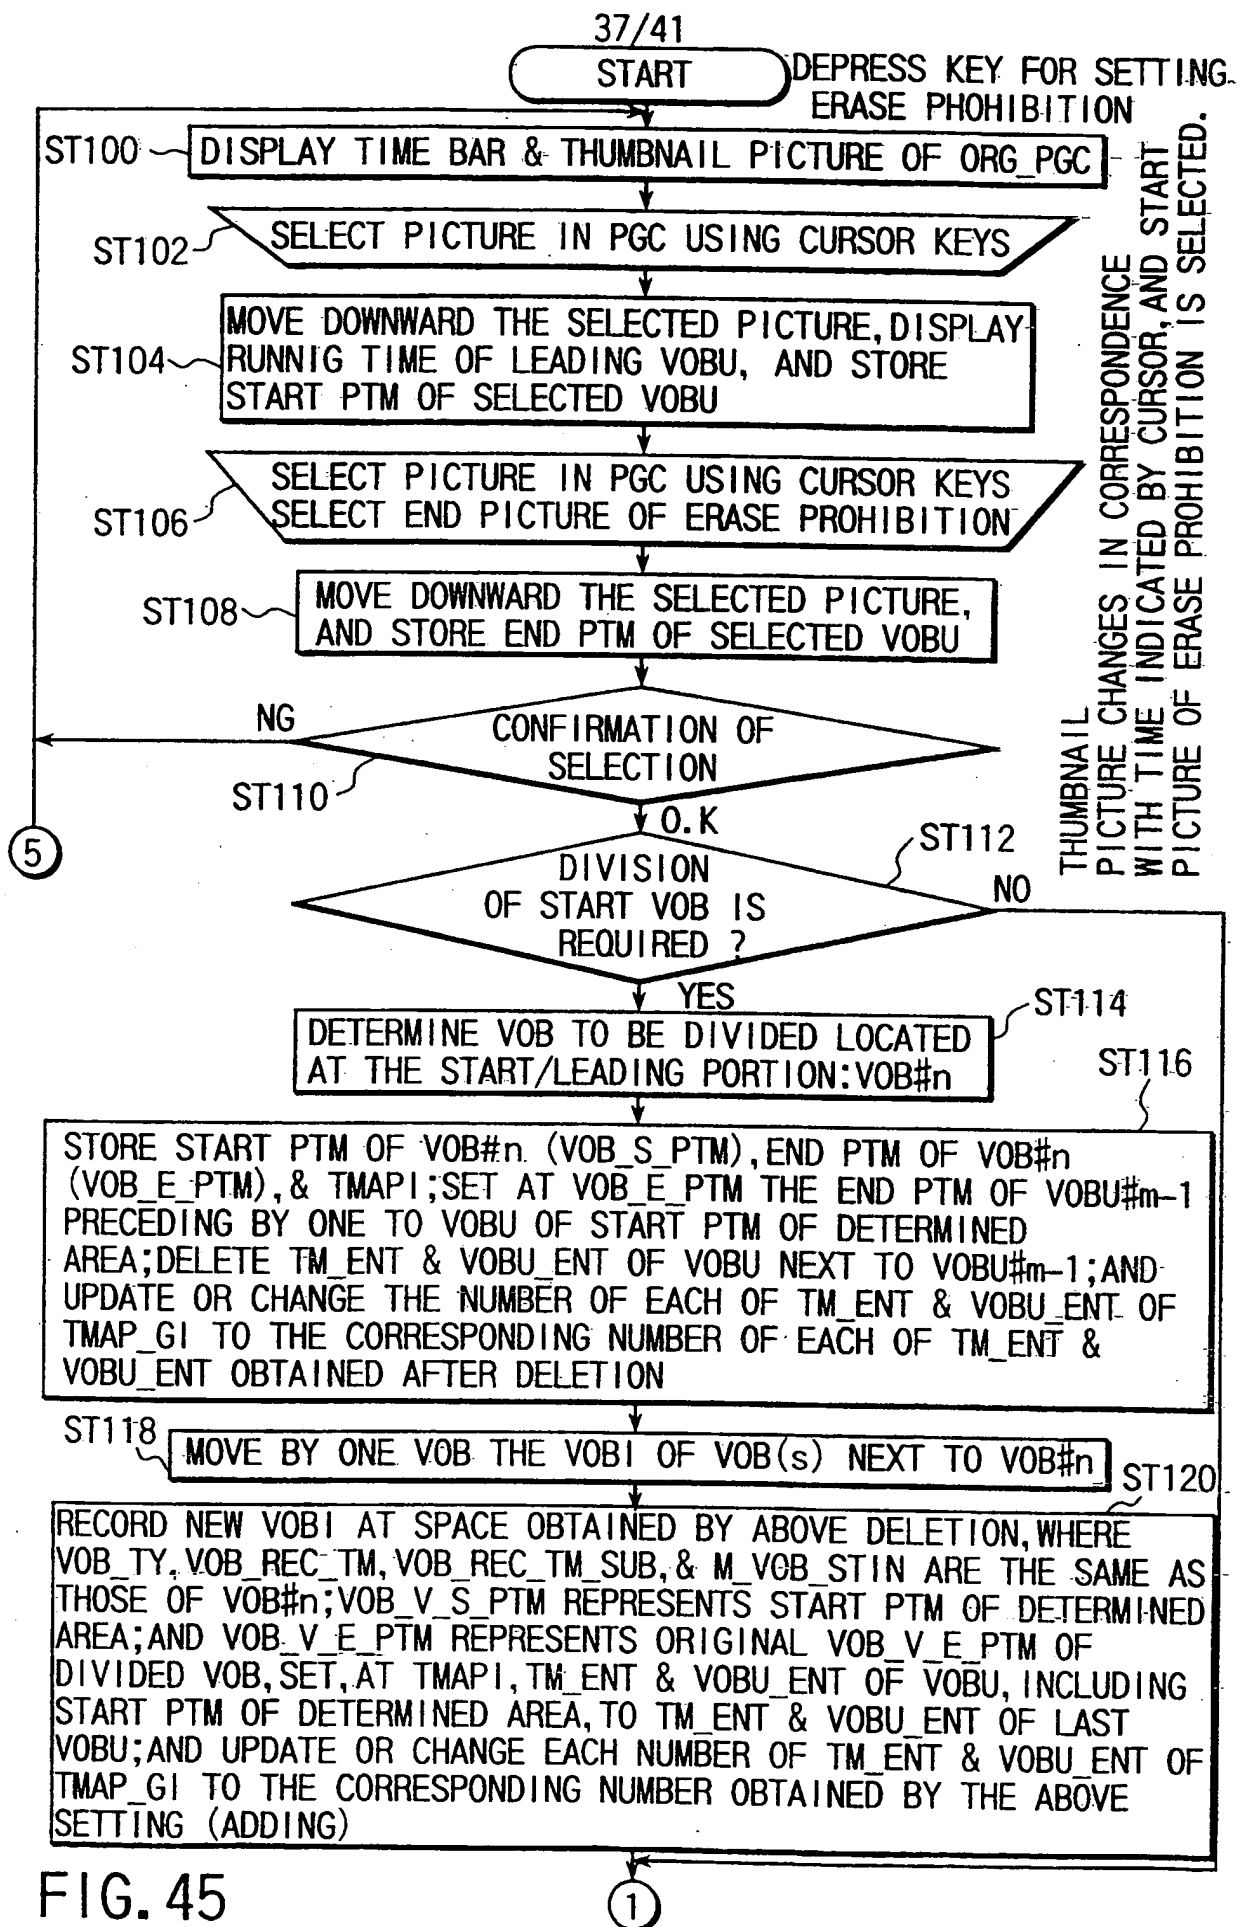 37/41
START
DEPRESS KEY FOR SETTING
ERASE PHOHIBITION
ST100
DISPLAY TIME BAR & THUMBNAIL PICTURE OF ORG_PGC
ST102
SELECT PICTURE IN PGC USING CURSOR KEYS
ST104
MOVE DOWNWARD THE SELECTED PICTURE, DISPLAY
RUNNIG TIME OF LEADING VOBU, AND STORE
START PTM OF SELECTED VOBU
ST106
SELECT PICTURE IN PGC USING CURSOR KEYS
SELECT END PICTURE OF ERASE PROHIBITION
ST108
MOVE DOWNWARD THE SELECTED PICTURE,
AND STORE END PTM OF SELECTED VOBU
THUMBNAIL
PICTURE CHANGES IN CORRESPONDENCE
WITH TIME INDICATED BY CURSOR, AND START
PICTURE OF ERASE PROHIBITION IS SELECTED.
NG
CONFIRMATION OF
SELECTION
ST110
O.K
5
ST112
DIVISION
OF START VOB IS
REQUIRED ?
NO
YES
ST114
DETERMINE VOB TO BE DIVIDED LOCATED
AT THE START/LEADING PORTION:VOB#n
ST116
STORE START PTM OF VOB#n (VOB_S_PTM), END PTM OF VOB#n
(VOB_E_PTM), & TMAPI;SET AT VOB_E_PTM THE END PTM OF VOBU#m-1
PRECEDING BY ONE TO VOBU OF START PTM OF DETERMINED
AREA;DELETE TM_ENT & VOBU_ENT OF VOBU NEXT TO VOBU#m-1;AND
UPDATE OR CHANGE THE NUMBER OF EACH OF TM_ENT & VOBU_ENT OF
TMAP_GI TO THE CORRESPONDING NUMBER OF EACH OF TM_ENT &
VOBU_ENT OBTAINED AFTER DELETION
ST118
MOVE BY ONE VOB THE VOBI OF VOB(s) NEXT TO VOB#n
ST120
RECORD NEW VOBI AT SPACE OBTAINED BY ABOVE DELETION, WHERE
VOB_TY, VOB_REC_TM, VOB_REC_TM_SUB, & M_VOB_STIN ARE THE SAME AS
THOSE OF VOB#n;VOB_V_S_PTM REPRESENTS START PTM OF DETERMINED
AREA;AND VOB_V_E_PTM REPRESENTS ORIGINAL VOB_V_E_PTM OF
DIVIDED VOB, SET, AT TMAPI, TM_ENT & VOBU_ENT OF VOBU, INCLUDING
START PTM OF DETERMINED AREA, TO TM_ENT & VOBU_ENT OF LAST
VOBU;AND UPDATE OR CHANGE EACH NUMBER OF TM_ENT & VOBU_ENT OF
TMAP_GI TO THE CORRESPONDING NUMBER OBTAINED BY THE ABOVE
SETTING (ADDING)
FIG. 45
1